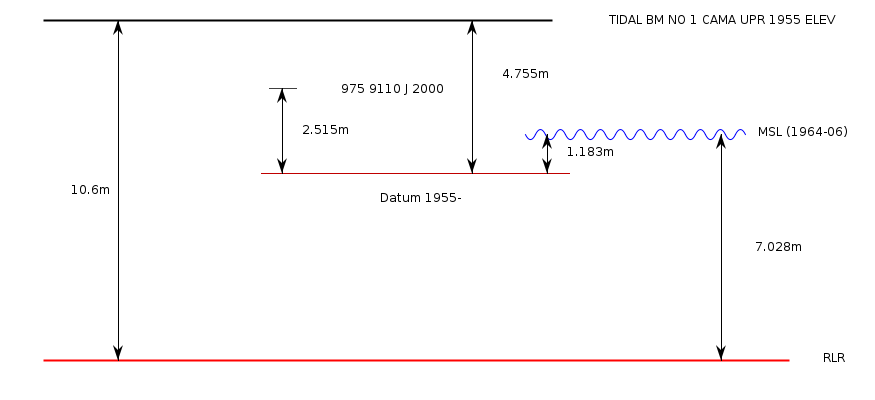 TIDAL BM NO 1 CAMA UPR 1955 ELEV
4.755m
975 9110 J 2000
2.515m
MSL (1964-06)
1.183m
10.6m
Datum 1955-
7.028m
RLR